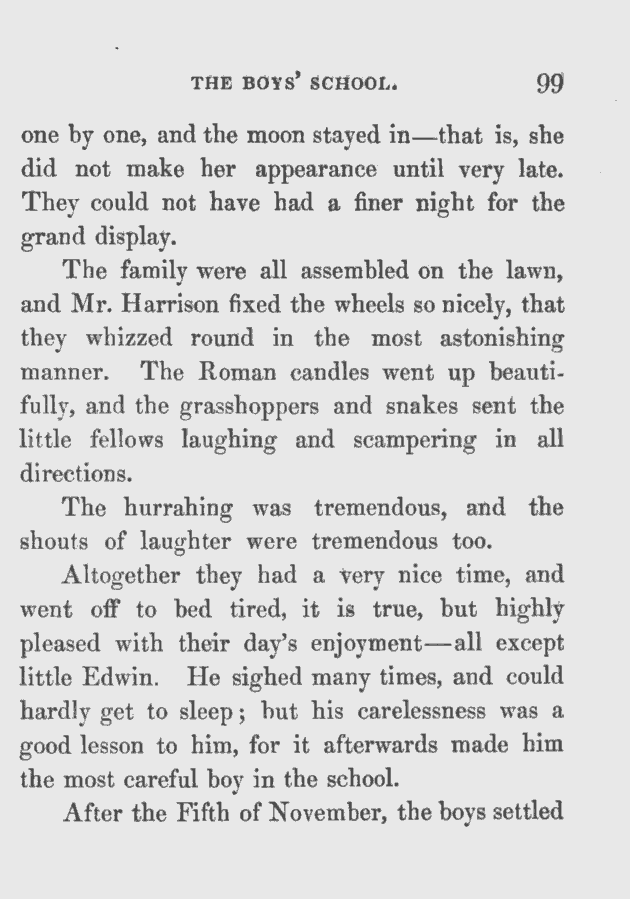 THE BOYS' SCHOOL. 99
one by one, and the moon stayed in—that is, she
did not make her appearance until very late.
They could not have had a finer night for the
grand display.
The family were all assembled on the lawn,
and Mr. Harrison fixed the wheels so nicely, that
they whizzed round in the most astonishing
manner. The Roman candles went up beauti-
fully, and the grasshoppers and snakes sent the
little fellows laughing and scampering in all
directions.
The hurrahing was tremendous, and the
shouts of laughter were tremendous too.
Altogether they had a very nice time, and
went off to bed tired, it is true, but highly
pleased with their day's enjoyment—all except
little Edwin. He sighed many times, and could
hardly get to sleep; but his carelessness was a
good lesson to him, for it afterwards made him
the most careful boy in the school.
After the Fifth of November, the boys settled